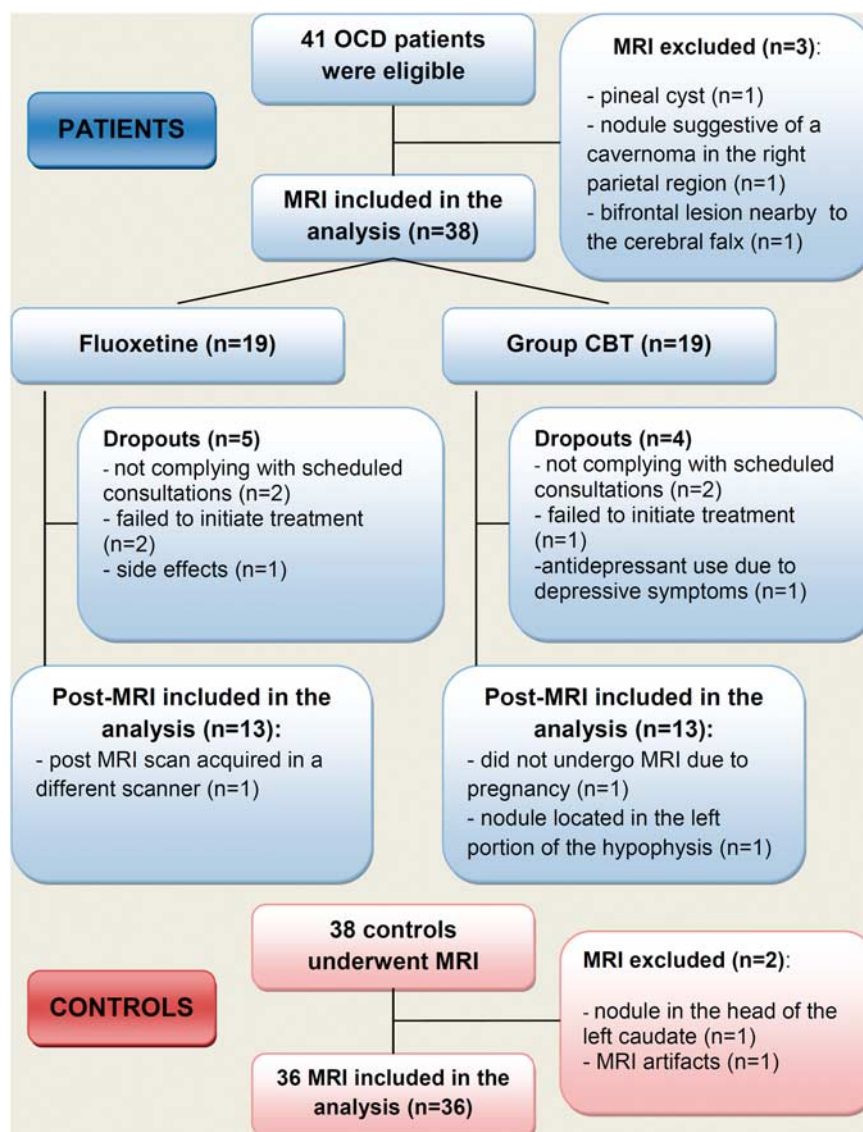 41 OCD patients
were eligible
MRI excluded (n=3):
- pineal cyst (n=1)
- nodule suggestive of a
cavernoma in the right
parietal region (n=1)
- bifrontal lesion nearby to
the cerebral falx (n=1)
PATIENTS
MRI included in the
analysis (n=38)
Fluoxetine (n=19)
Group CBT (n=19)
Dropouts (n=5)
- not complying with scheduled
consultations (n=2)
- failed to initiate treatment
(n=2)
- side effects (n=1)
Dropouts (n=4)
- not complying with scheduled
consultations (n=2)
- failed to initiate treatment
(n=1)
-antidepressant use due to
depressive symptoms (n=1)
Post-MRI included in the
analysis (n=13):
- post MRI scan acquired in a
different scanner (n=1)
Post-MRI included in the
analysis (n=13):
- did not undergo MRI due to
pregnancy (n=1)
- nodule located in the left
portion of the hypophysis (n=1)
38 controls
underwent MRI
MRI excluded (n=2):
- nodule in the head of the
left caudate (n=1)
- MRI artifacts (n=1)
CONTROLS
36 MRI included in the
analysis (n=36)